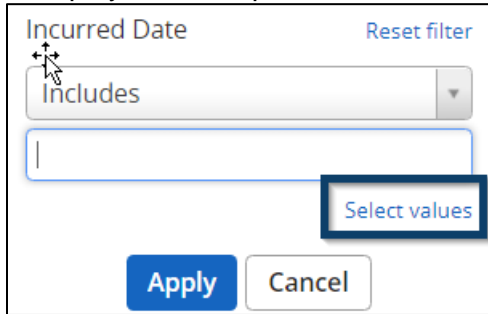 Incurred Date Reset filter
Includes
Select values
Apply Cancel